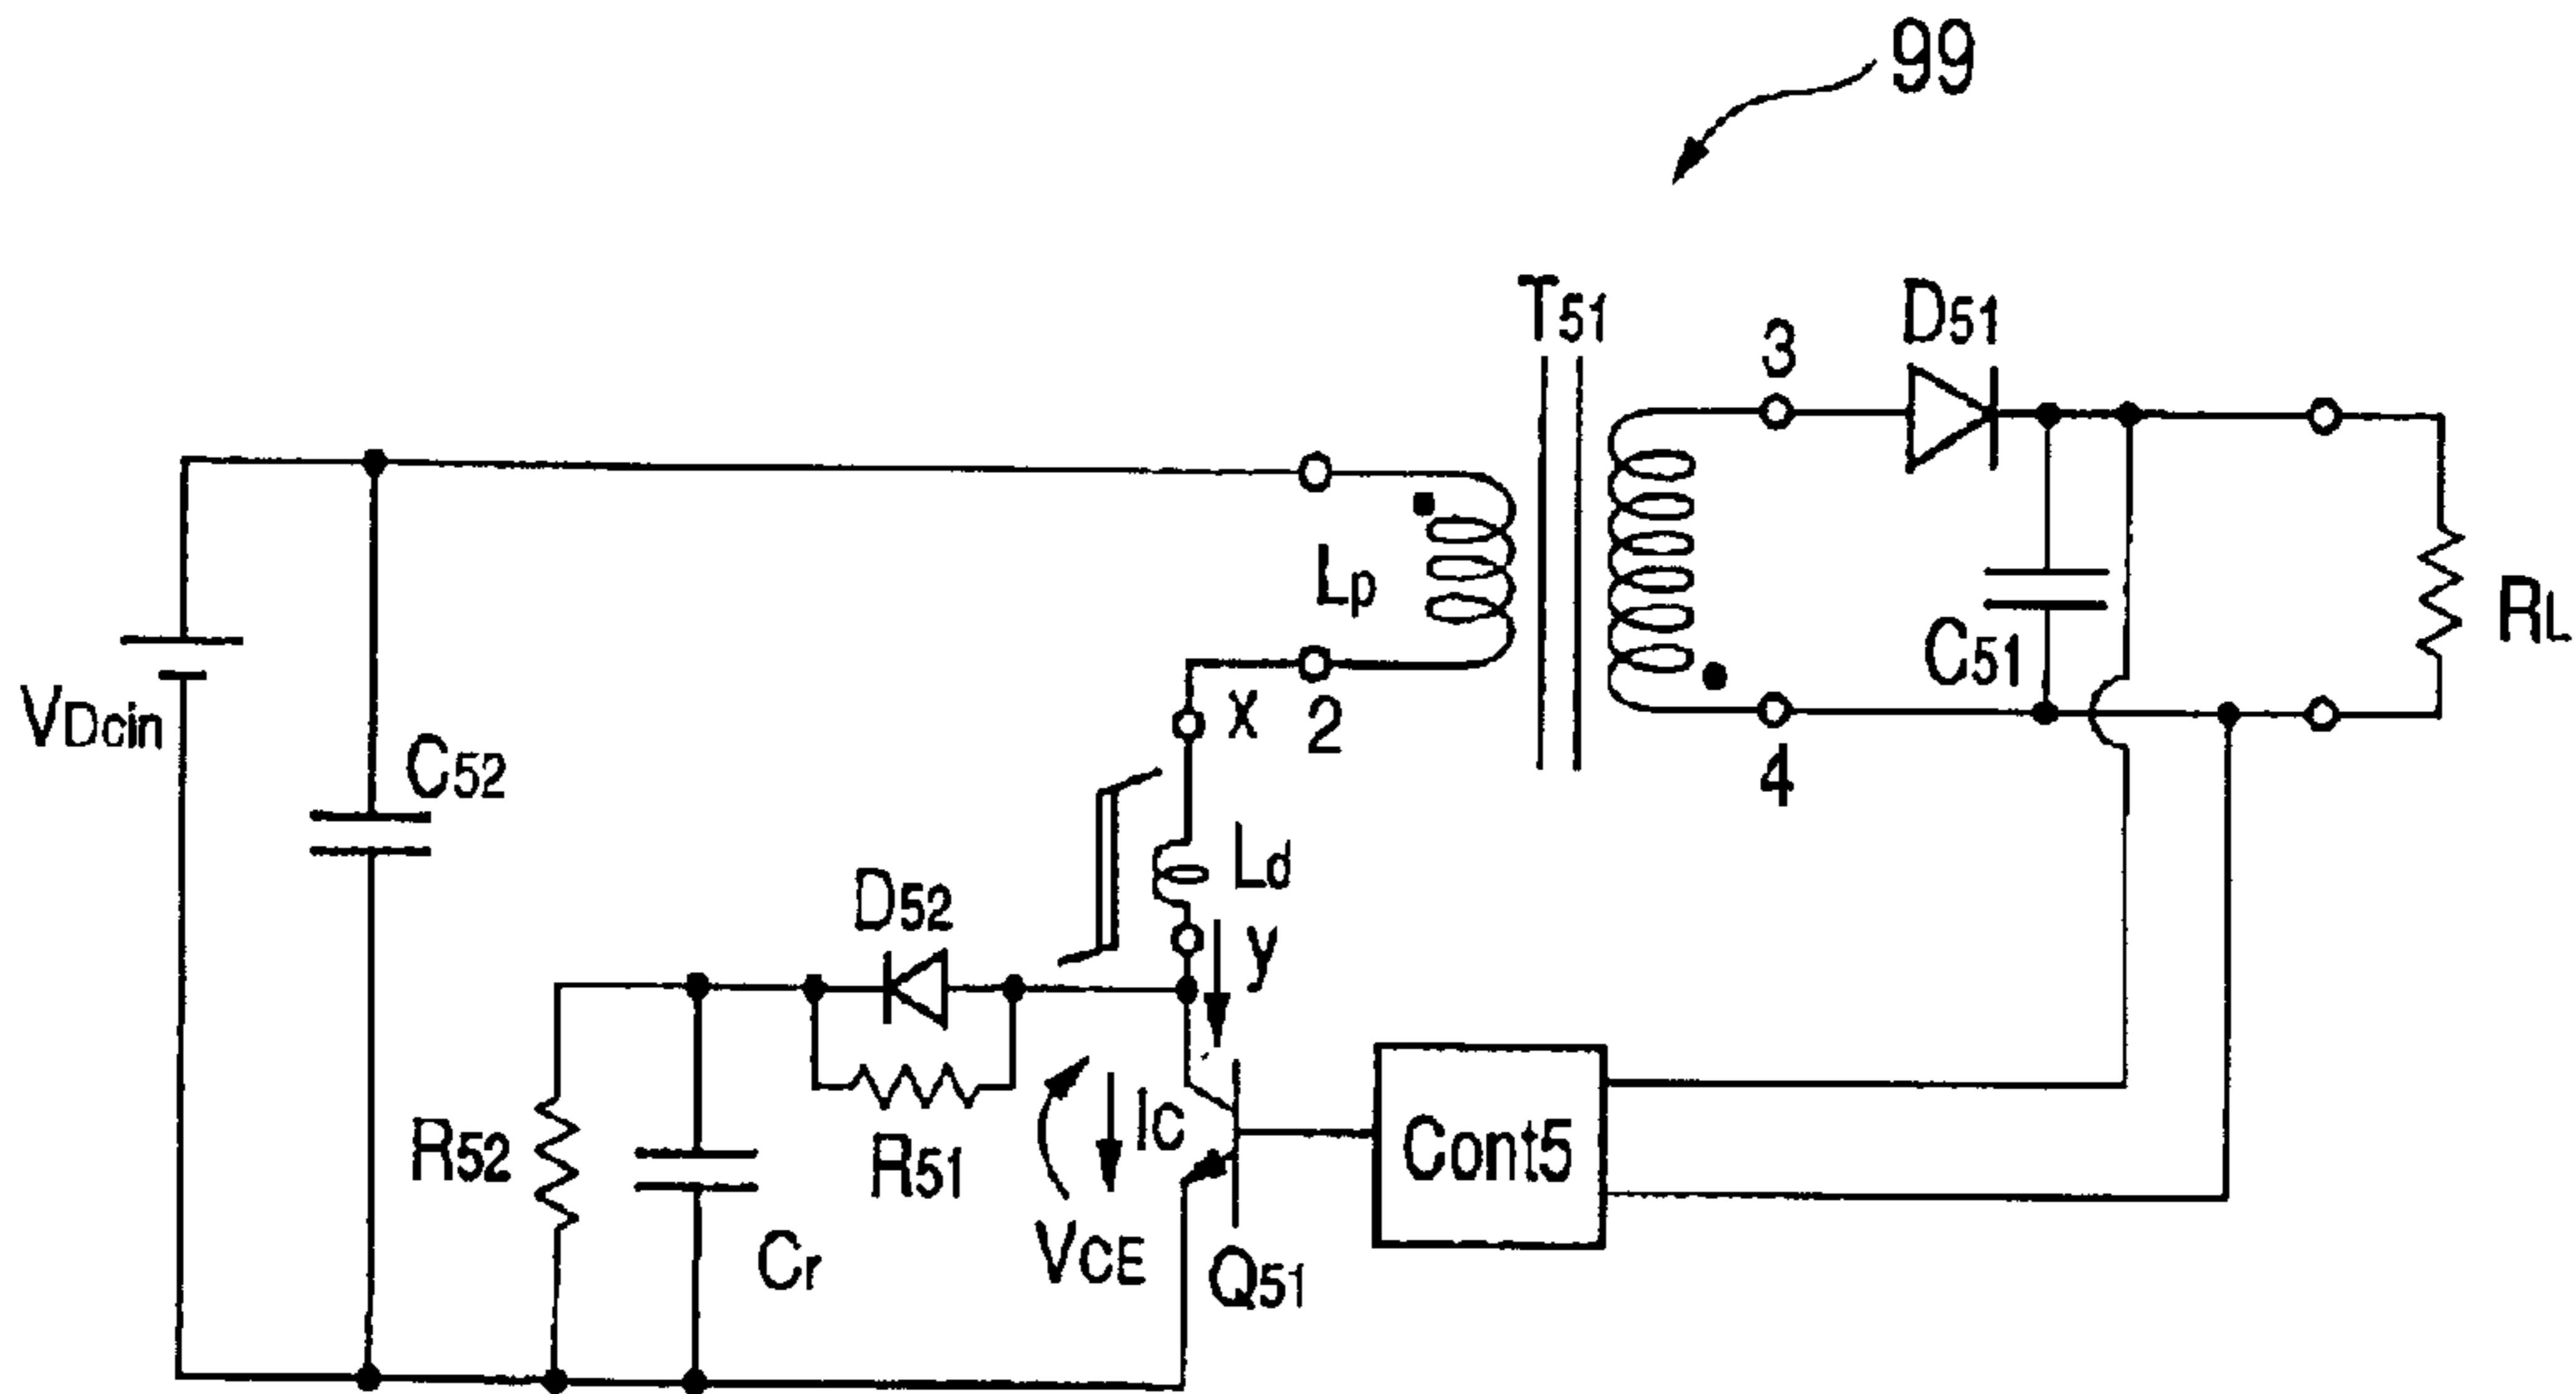 99
T51
D51
3
Lp
C51
RL
VDcin
x
2
4
C52
Ld
D52
y
R52
R51
Ic
Cont5
Cr
VCE
Q51